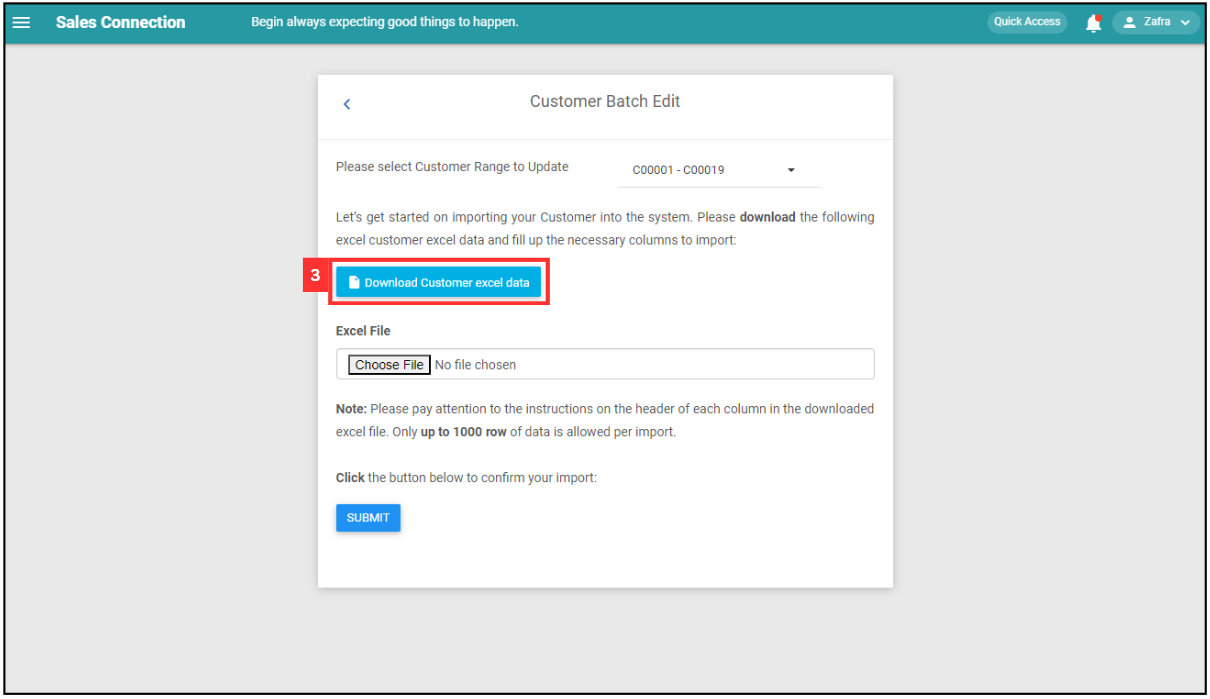 Sales Connection Begin always expecting good things to happen. Quick Access Zafra
Customer Batch Edit
Please select Customer Range to Update C00001 - C00019
Let's get started on importing your Customer into the system. Please download the following
excel customer excel data and fill up the necessary columns to import:
3 Download Customer excel data
Excel File
Choose File No file chosen
Note: Please pay attention to the instructions on the header of each column in the downloaded
excel file. Only up to 1000 row of data is allowed per import.
Click the button below to confirm your import:
SUBMIT